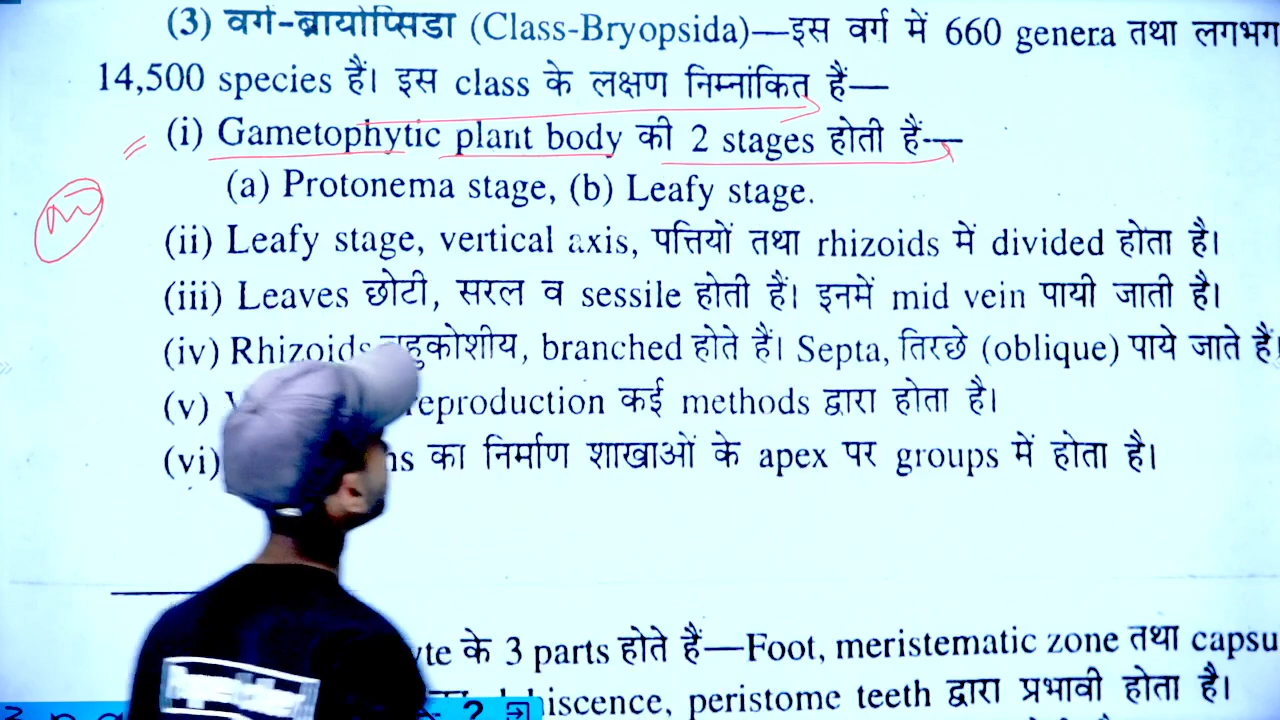 (3) वर्ग-ब्रायोप्सिडा (Class-Bryopsida)—इस वर्ग में 660 genera तथा लगभग
14,500 species हैं। इस class के लक्षण निम्नांकित हैं—
(i) Gametophytic plant body की 2 stages होती हैं—
(a) Protonema stage, (b) Leafy stage.
(ii) Leafy stage, vertical axis, पत्तियों तथा rhizoids में divided होता है।
(iii) Leaves छोटी, सरल व sessile होती हैं। इनमें mid vein पायी जाती है।
(iv) Rhizoids बहुकोशीय, branched होते हैं। Septa, तिरछे (oblique) पाये जाते हैं।
(v) reproduction कई methods द्वारा होता है।
(vi) का निर्माण शाखाओं के apex पर groups में होता है।
के 3 parts होते हैं—Foot, meristematic zone तथा capsu
peristome teeth द्वारा प्रभावी होता है।